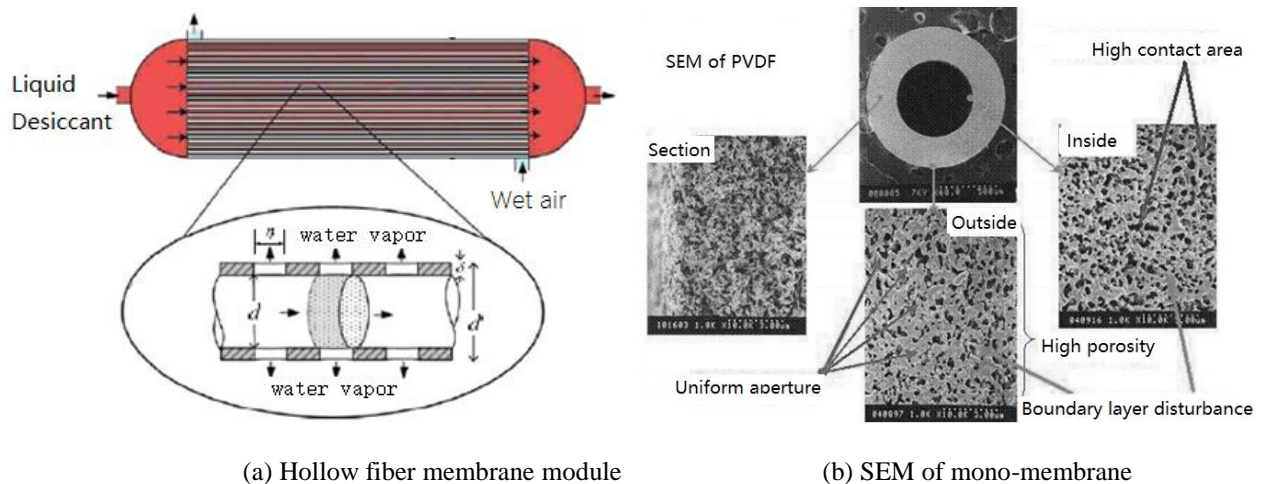 Liquid
Desiccant
Wet air
η
water vapor
δ
d
d*
water vapor
(a) Hollow fiber membrane module
SEM of PVDF
High contact area
Section
Inside
Outside
High porosity
Uniform aperture
Boundary layer disturbance
(b) SEM of mono-membrane